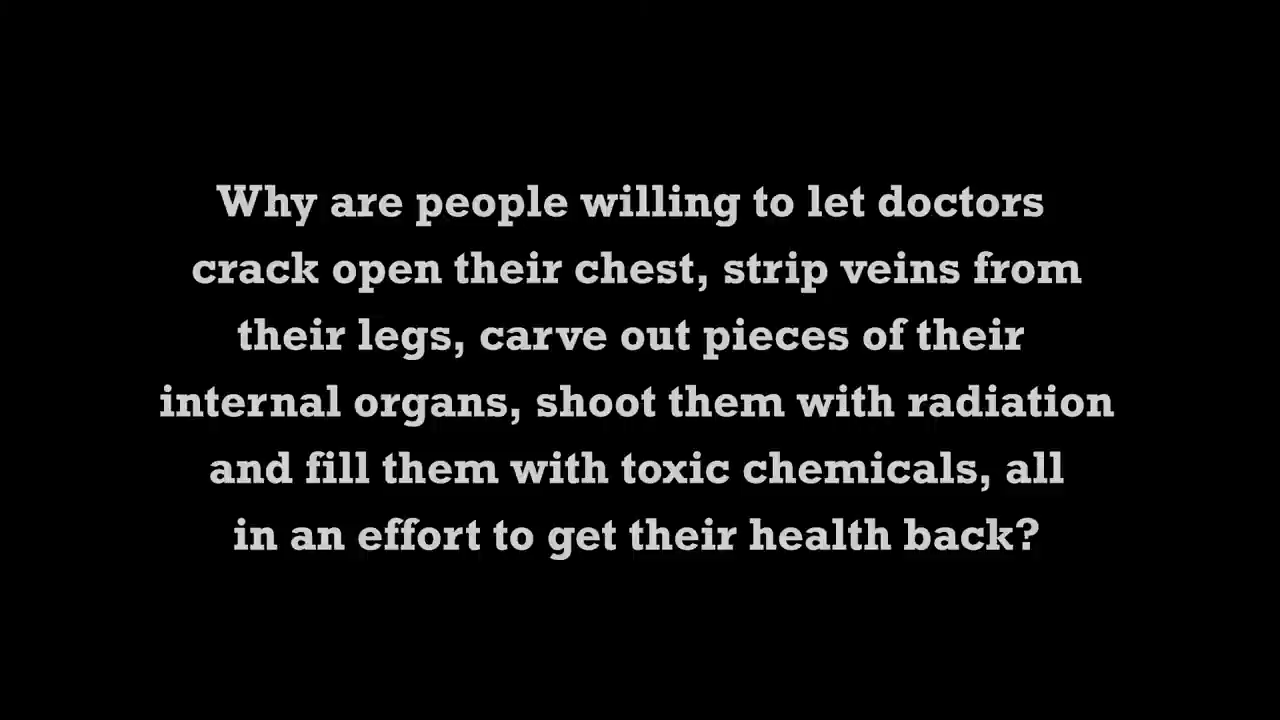 Why are people willing to let doctors
crack open their chest, strip veins from
their legs, carve out pieces of their
internal organs, shoot them with radiation
and fill them with toxic chemicals, all
in an effort to get their health back?